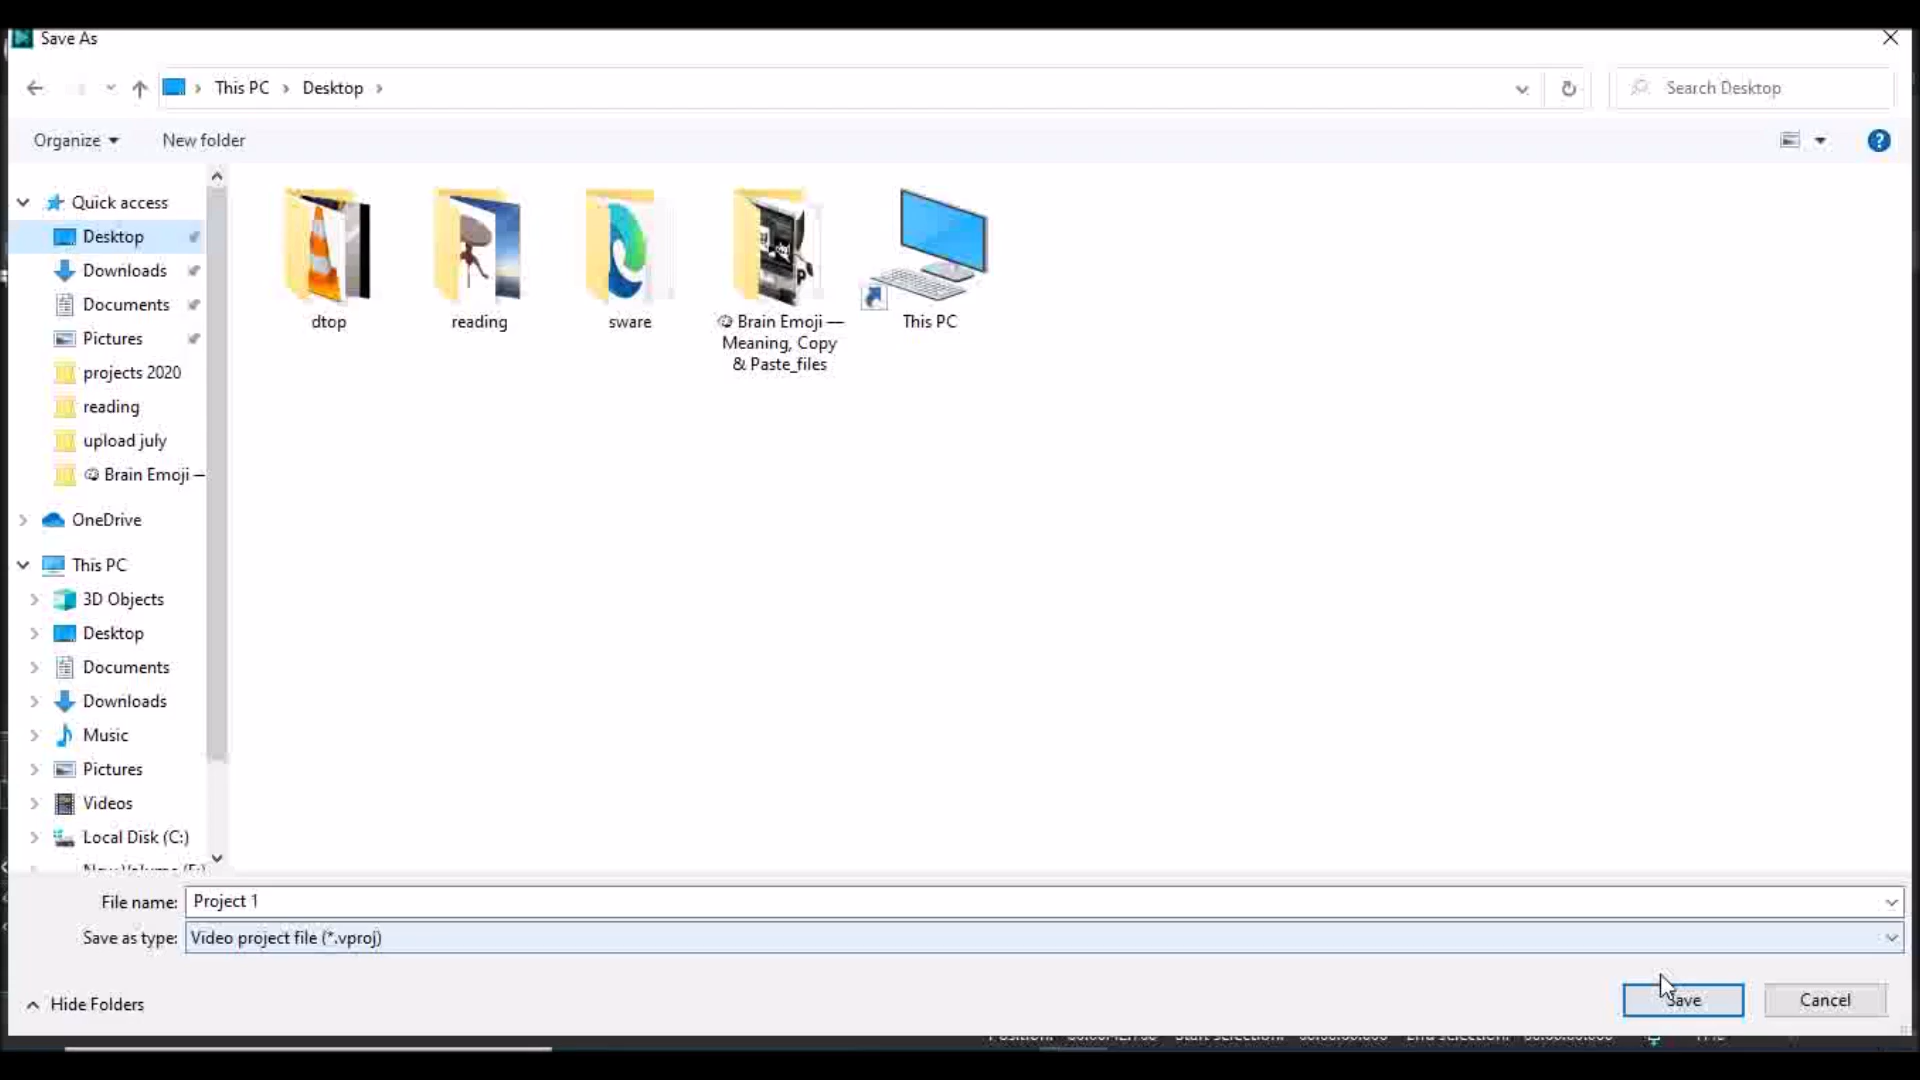 Save As
This PC
Desktop
Search Desktop
Organize
New folder
Quick access
Desktop
Downloads
Documents
Pictures
projects 2020
reading
upload july
Brain Emoji —
OneDrive
This PC
3D Objects
Desktop
Documents
Downloads
Music
Pictures
Videos
Local Disk (C:)
dtop
reading
sware
Brain Emoji —
Meaning, Copy
& Paste_files
This PC
File name: Project 1
Save as type: Video project file (*.vproj)
Hide Folders
Save
Cancel